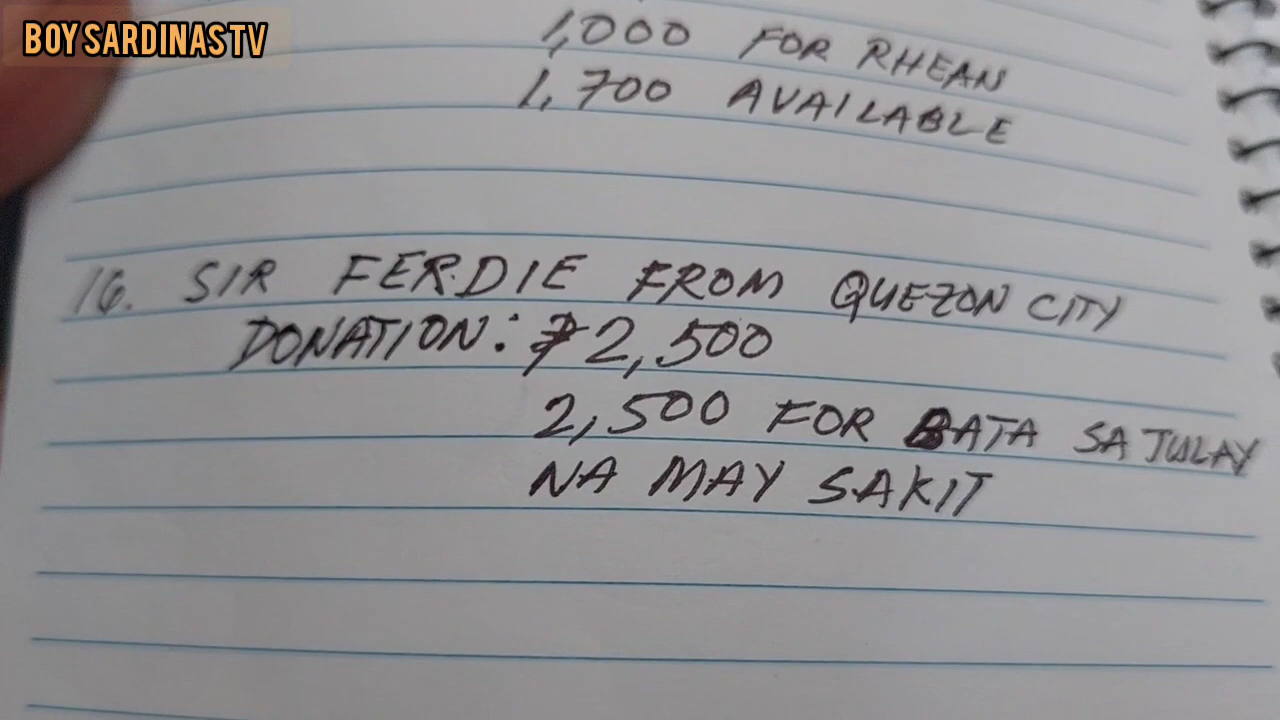 BOY SARDINAS TV
1,000 FOR RHEAN
1,700 AVAILABLE
16. SIR FERDIE FROM QUEZON CITY
DONATION: ₱2,500
2,500 FOR BATA SA TULAY
NA MAY SAKIT